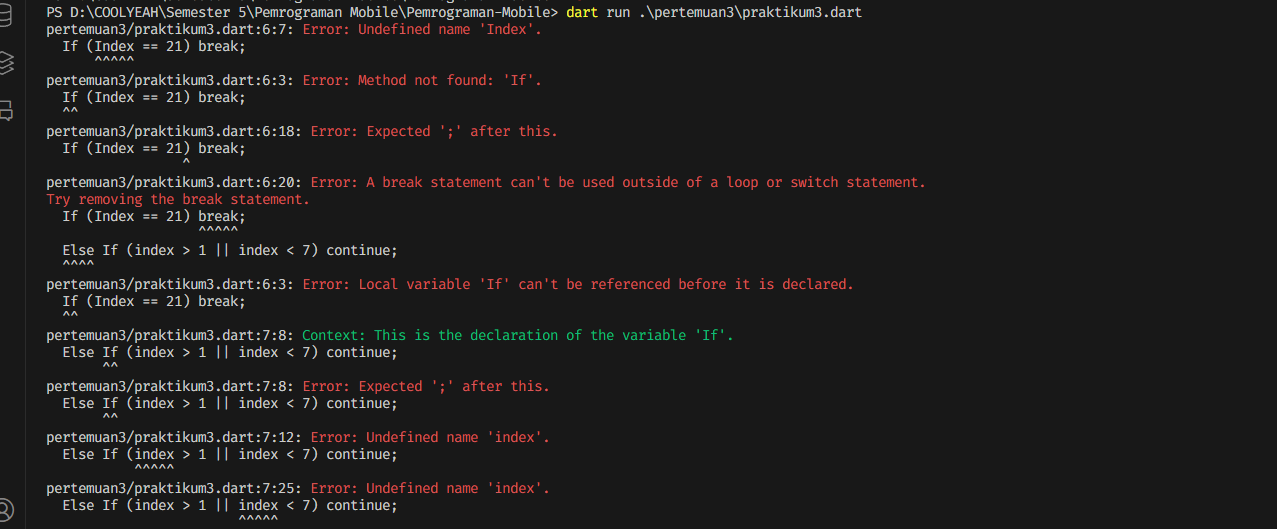 PS D:\COOLYEAH\Semester 5\Pemrograman Mobile\Pemrograman-Mobile> dart run .\pertemuan3\praktikum3.dart
pertemuan3/praktikum3.dart:6:7: Error: Undefined name 'Index'.
  If (Index == 21) break;
      ^^^^^
pertemuan3/praktikum3.dart:6:3: Error: Method not found: 'If'.
  If (Index == 21) break;
  ^^
pertemuan3/praktikum3.dart:6:18: Error: Expected ';' after this.
  If (Index == 21) break;
                 ^
pertemuan3/praktikum3.dart:6:20: Error: A break statement can't be used outside of a loop or switch statement.
Try removing the break statement.
  If (Index == 21) break;
                   ^^^^^
  Else If (index > 1 || index < 7) continue;
  ^^^^
pertemuan3/praktikum3.dart:6:3: Error: Local variable 'If' can't be referenced before it is declared.
  If (Index == 21) break;
  ^^
pertemuan3/praktikum3.dart:7:8: Context: This is the declaration of the variable 'If'.
  Else If (index > 1 || index < 7) continue;
       ^^
pertemuan3/praktikum3.dart:7:8: Error: Expected ';' after this.
  Else If (index > 1 || index < 7) continue;
       ^^
pertemuan3/praktikum3.dart:7:12: Error: Undefined name 'index'.
  Else If (index > 1 || index < 7) continue;
           ^^^^^
pertemuan3/praktikum3.dart:7:25: Error: Undefined name 'index'.
  Else If (index > 1 || index < 7) continue;
                        ^^^^^